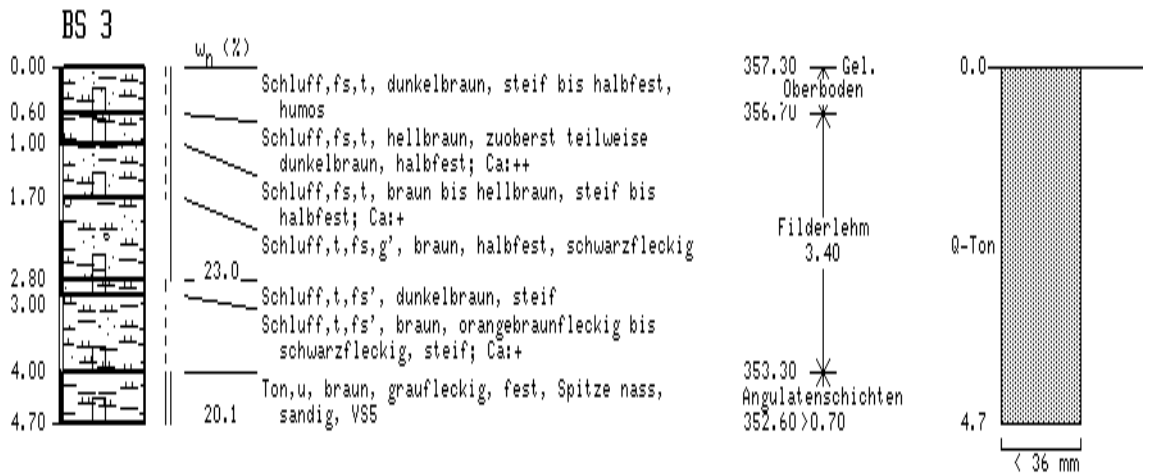 BS 3
w_n (%)
0.00
Schluff,fs,t, dunkelbraun, steif bis halbfest,
humos
0.60
Schluff,fs,t, hellbraun, zuoberst teilweise
dunkelbraun, halbfest; Ca:++
1.00
Schluff,fs,t, braun bis hellbraun, steif bis
halbfest; Ca:+
1.70
Schluff,t,fs,g', braun, halbfest, schwarzfleckig
23.0
2.80
Schluff,t,fs', dunkelbraun, steif
3.00
Schluff,t,fs', braun, orangebraunfleckig bis
schwarzfleckig, steif; Ca:+
4.00
Ton,u, braun, graufleckig, fest, Spitze nass,
sandig, VS5
20.1
4.70
357.30 Gel.
Oberboden
356.70
Filderlehm
3.40
353.30
Angulatenschichten
352.60 >0.70
0.0
Q-Ton
4.7
< 36 mm